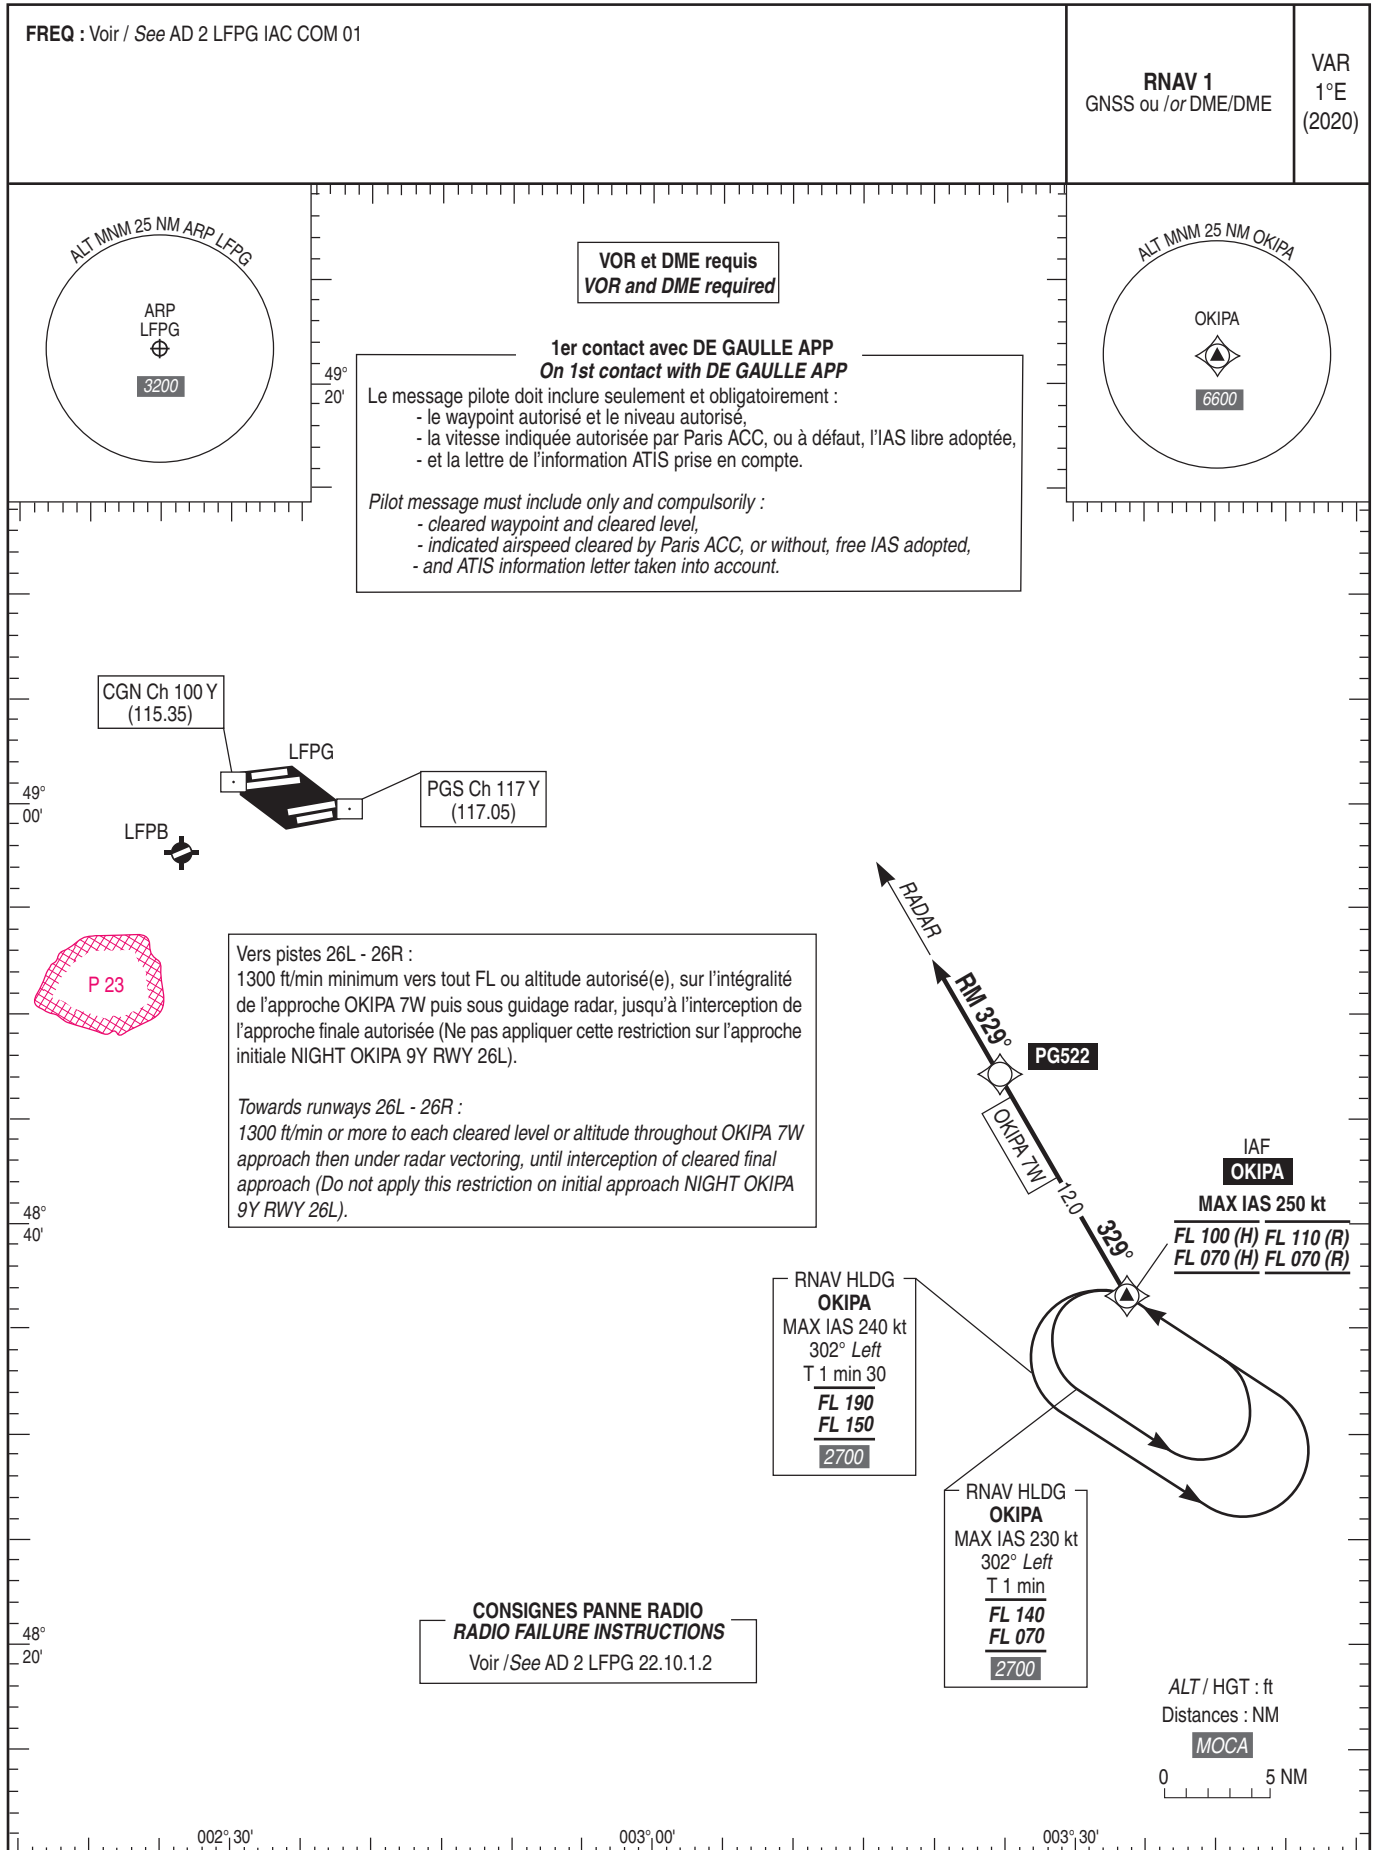 FREQ : Voir / See AD 2 LFPG IAC COM 01
RNAV 1
GNSS ou /or DME/DME
VAR
1°E
(2020)
ALT MNM 25 NM ARP LFPG
ARP
LFPG
3200
VOR et DME requis
VOR and DME required
ALT MNM 25 NM OKIPA
OKIPA
6600
1er contact avec DE GAULLE APP
On 1st contact with DE GAULLE APP
Le message pilote doit inclure seulement et obligatoirement :
- le waypoint autorisé et le niveau autorisé,
- la vitesse indiquée autorisée par Paris ACC, ou à défaut, l'IAS libre adoptée,
- et la lettre de l'information ATIS prise en compte.
Pilot message must include only and compulsorily :
- cleared waypoint and cleared level,
- indicated airspeed cleared by Paris ACC, or without, free IAS adopted,
- and ATIS information letter taken into account.
49°
20'
CGN Ch 100 Y
(115.35)
LFPG
PGS Ch 117 Y
(117.05)
49°
00'
LFPB
P 23
Vers pistes 26L - 26R :
1300 ft/min minimum vers tout FL ou altitude autorisé(e), sur l'intégralité
de l'approche OKIPA 7W puis sous guidage radar, jusqu'à l'interception de
l'approche finale autorisée (Ne pas appliquer cette restriction sur l'approche
initiale NIGHT OKIPA 9Y RWY 26L).
Towards runways 26L - 26R :
1300 ft/min or more to each cleared level or altitude throughout OKIPA 7W
approach then under radar vectoring, until interception of cleared final
approach (Do not apply this restriction on initial approach NIGHT OKIPA
9Y RWY 26L).
RADAR
RM 329°
PG522
OKIPA 7W
12.0
329°
IAF
OKIPA
MAX IAS 250 kt
FL 100 (H) FL 110 (R)
FL 070 (H) FL 070 (R)
48°
40'
RNAV HLDG
OKIPA
MAX IAS 240 kt
302° Left
T 1 min 30
FL 190
FL 150
2700
RNAV HLDG
OKIPA
MAX IAS 230 kt
302° Left
T 1 min
FL 140
FL 070
2700
CONSIGNES PANNE RADIO
RADIO FAILURE INSTRUCTIONS
Voir /See AD 2 LFPG 22.10.1.2
48°
20'
ALT / HGT : ft
Distances : NM
MOCA
0 5 NM
002° 30'
003° 00'
003° 30'